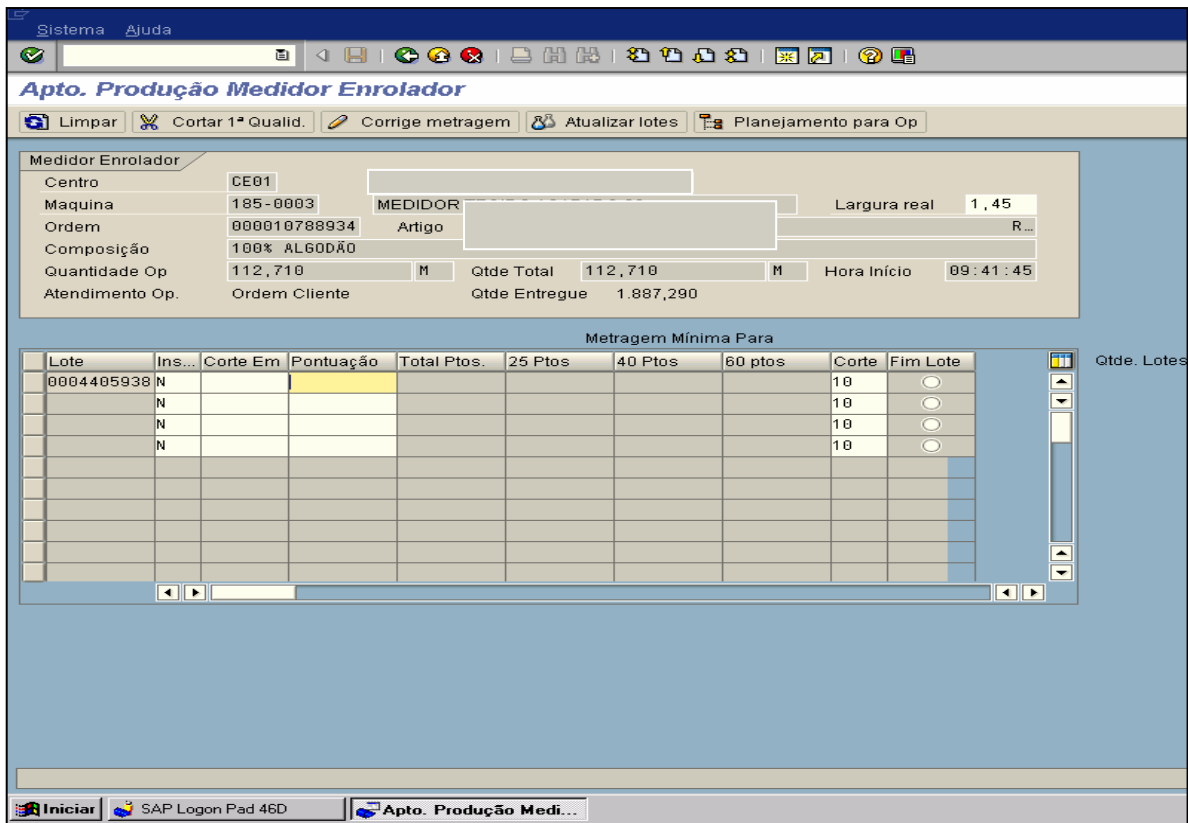 Sistema Ajuda
Apto. Produção Medidor Enrolador
Limpar Cortar 1ª Qualid. Corrige metragem Atualizar lotes Planejamento para Op
Medidor Enrolador
Centro CE01
Maquina 185-0003 MEDIDOR Largura real 1,45
Ordem 000010788934 Artigo R...
Composição 100% ALGODÃO
Quantidade Op 112,710 M Qtde Total 112,710 M Hora Início 09:41:45
Atendimento Op. Ordem Cliente Qtde Entregue 1.887,290
Metragem Mínima Para
Lote Ins... Corte Em Pontuação Total Ptos. 25 Ptos 40 Ptos 60 ptos Corte Fim Lote Qtde. Lotes
0004405938 N 10
N 10
N 10
N 10
Iniciar SAP Logon Pad 46D Apto. Produção Medi...